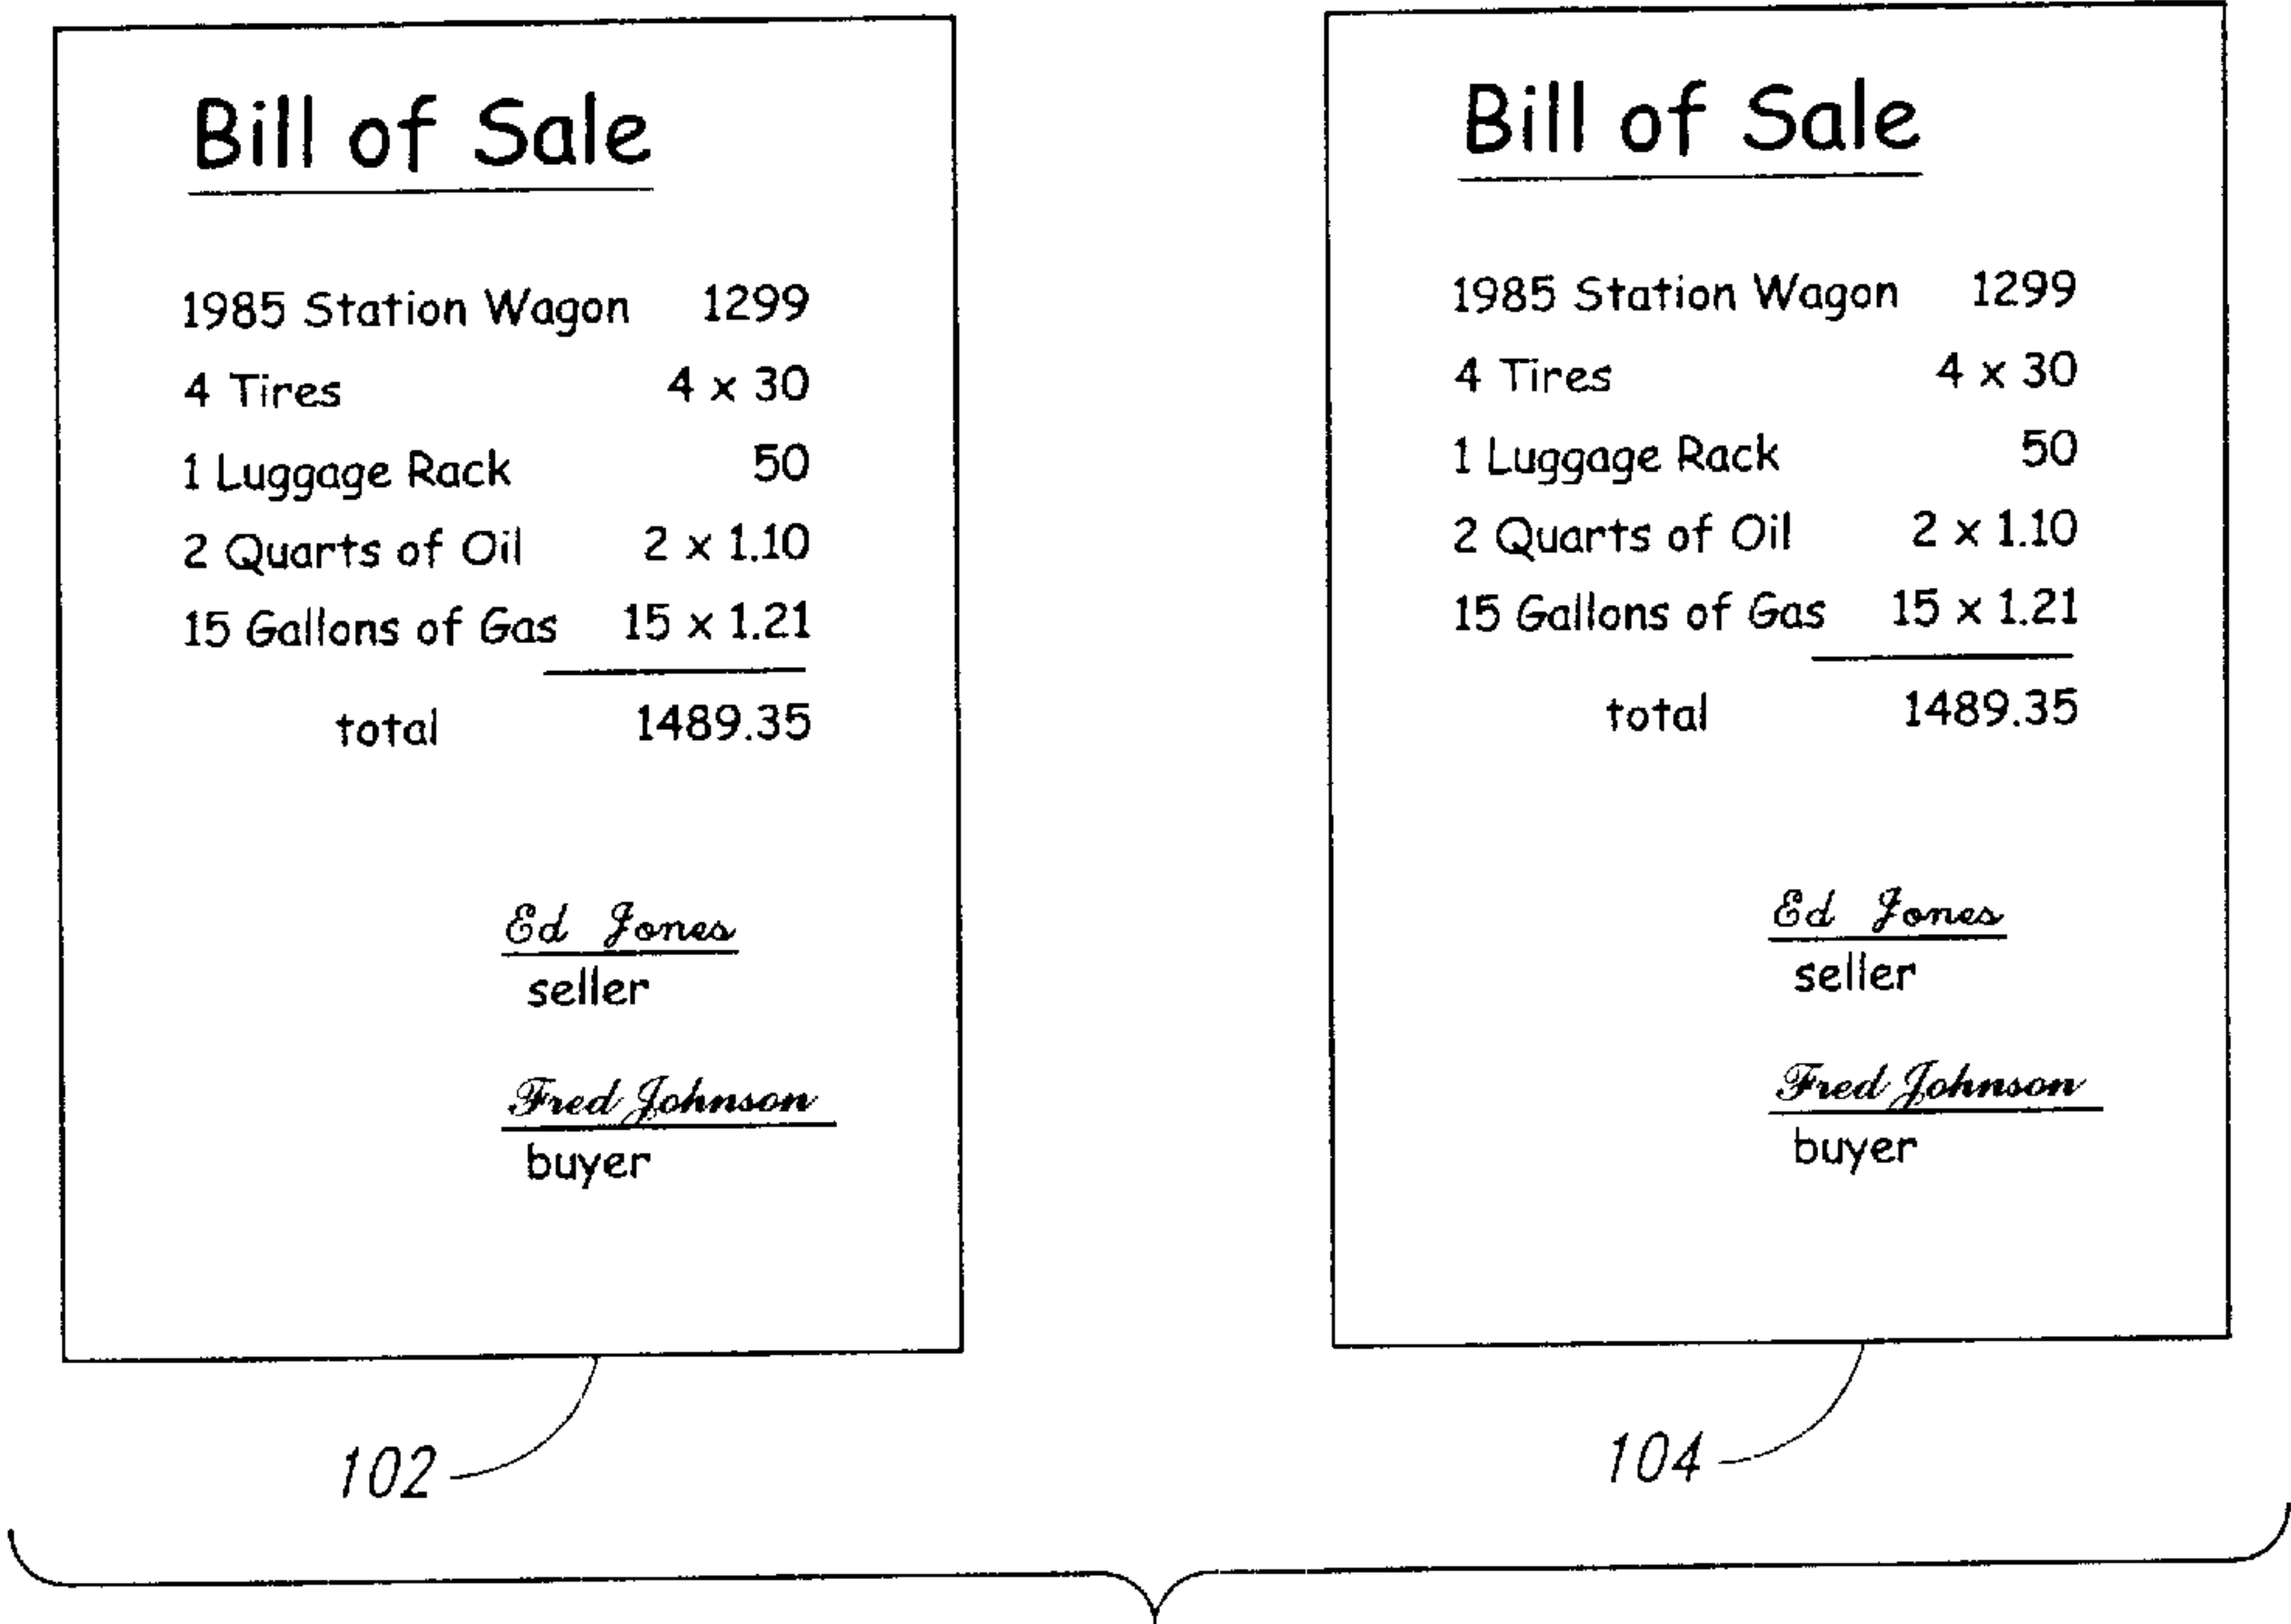 Bill of Sale
1985 Station Wagon 1299
4 Tires 4 x 30
1 Luggage Rack 50
2 Quarts of Oil 2 x 1.10
15 Gallons of Gas 15 x 1.21
total 1489.35
Ed Jones
seller
Fred Johnson
buyer
102
Bill of Sale
1985 Station Wagon 1299
4 Tires 4 x 30
1 Luggage Rack 50
2 Quarts of Oil 2 x 1.10
15 Gallons of Gas 15 x 1.21
total 1489.35
Ed Jones
seller
Fred Johnson
buyer
104